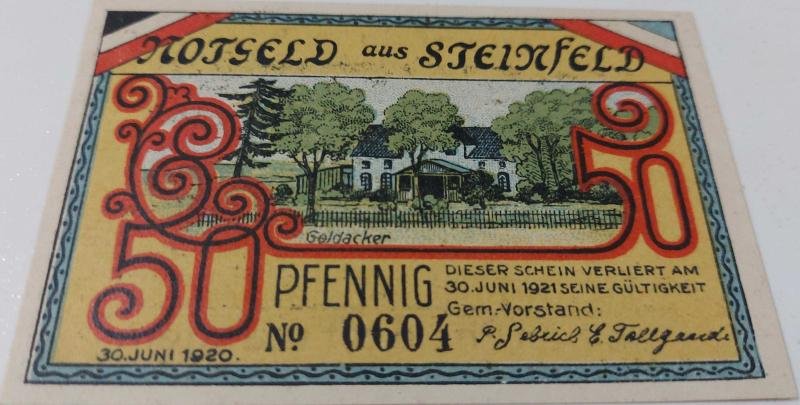 NOTGELD aus STEINFELD
50
50
Goldacker
PFENNIG
DIESER SCHEIN VERLIERT AM
30. JUNI 1921 SEINE GÜLTIGKEIT
Gem.-Vorstand:
No 0604
30. JUNI 1920.